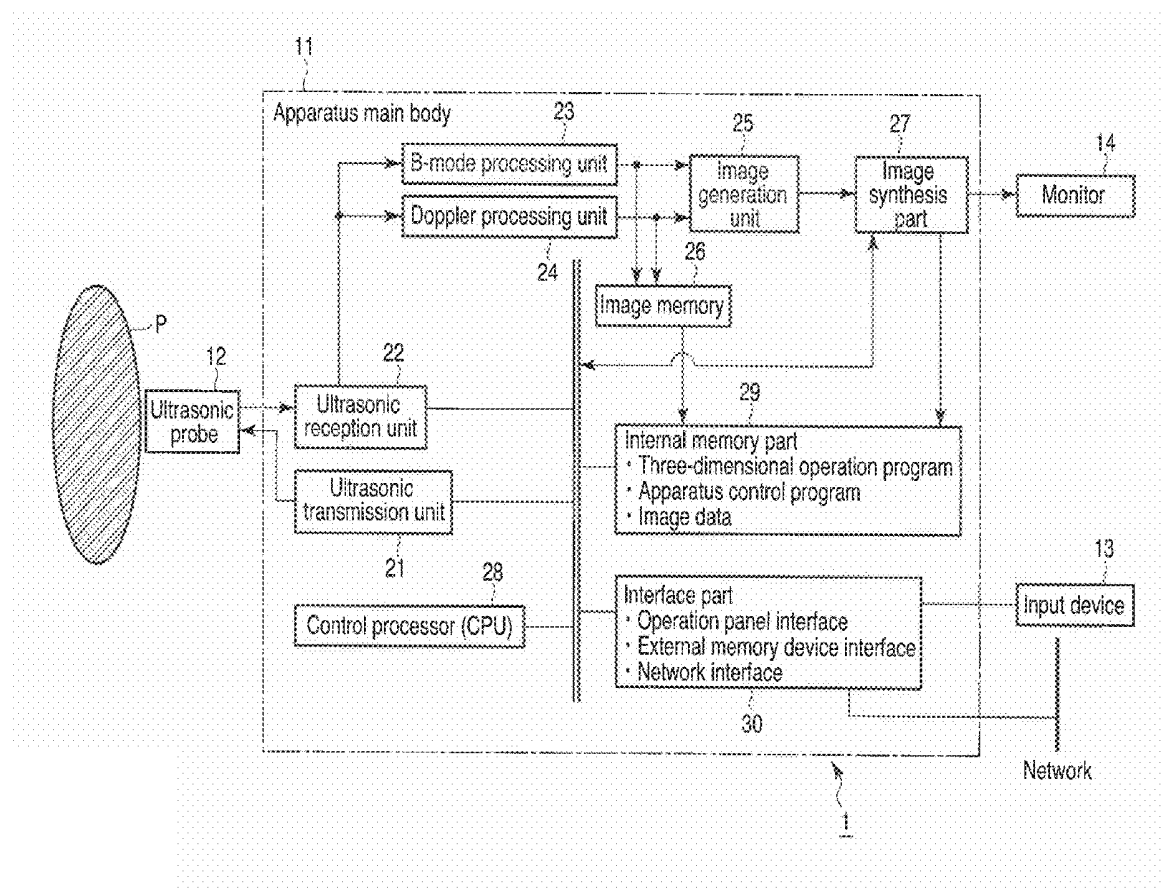 11
Apparatus main body
23
B-mode processing unit
25
Image
generation
unit
27
Image
synthesis
part
14
Monitor
Doppler processing unit
24
26
Image memory
P
12
Ultrasonic
probe
22
Ultrasonic
reception unit
29
Internal memory part
・Three-dimensional operation program
・Apparatus control program
・Image data
Ultrasonic
transmission unit
21
28
Control processor (CPU)
Interface part
・Operation panel interface
・External memory device interface
・Network interface
30
13
Input device
Network
1